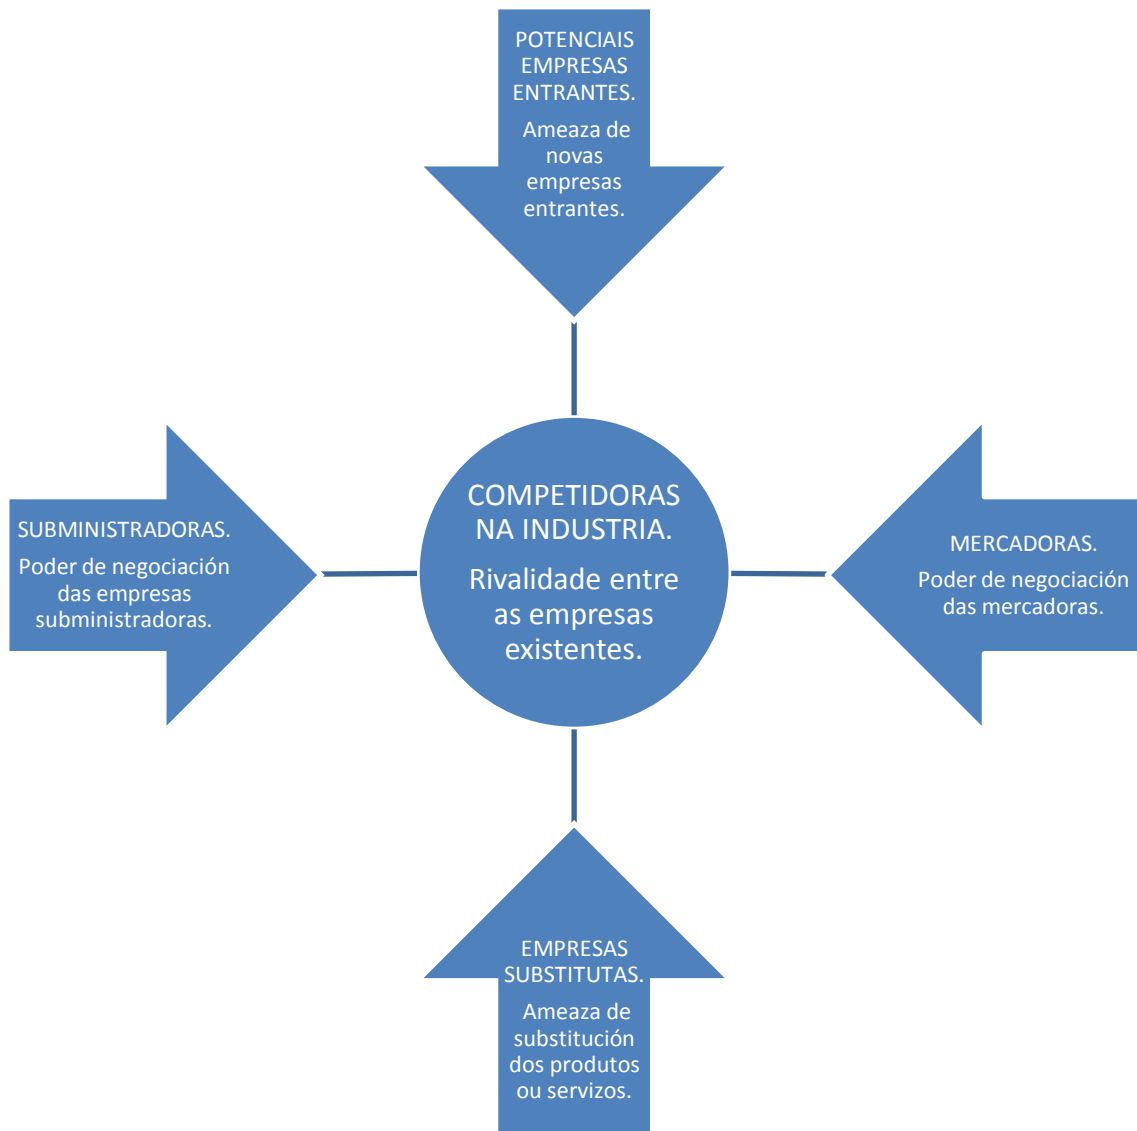 POTENCIAIS
EMPRESAS
ENTRANTES.
Ameaza de
novas
empresas
entrantes.
SUBMINISTRADORAS.
Poder de negociación
das empresas
subministradoras.
COMPETIDORAS
NA INDUSTRIA.
Rivalidade entre
as empresas
existentes.
MERCADORAS.
Poder de negociación
das mercadoras.
EMPRESAS
SUBSTITUTAS.
Ameaza de
substitución
dos produtos
ou servizos.